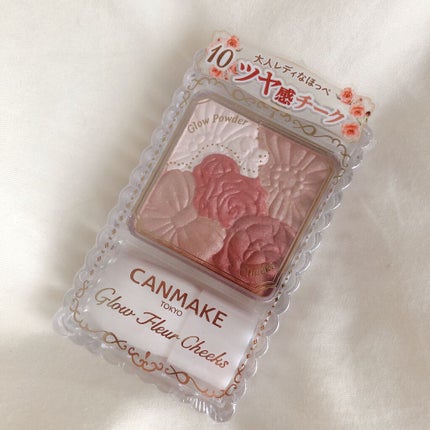 大人レディなほっぺ
10 ツヤ感チーク
Glow Powder
CANMAKE
TOKYO
Glow Fleur Cheeks